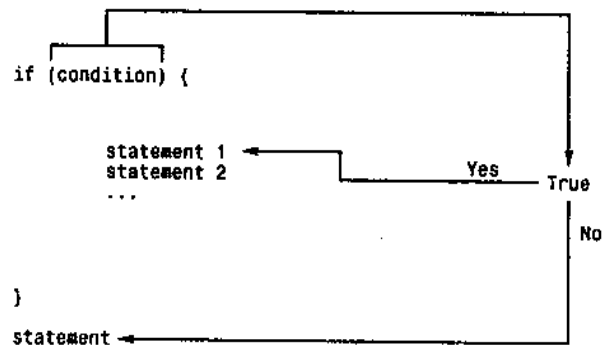 if (condition) {
statement 1
statement 2
...
Yes
True
No
}
statement